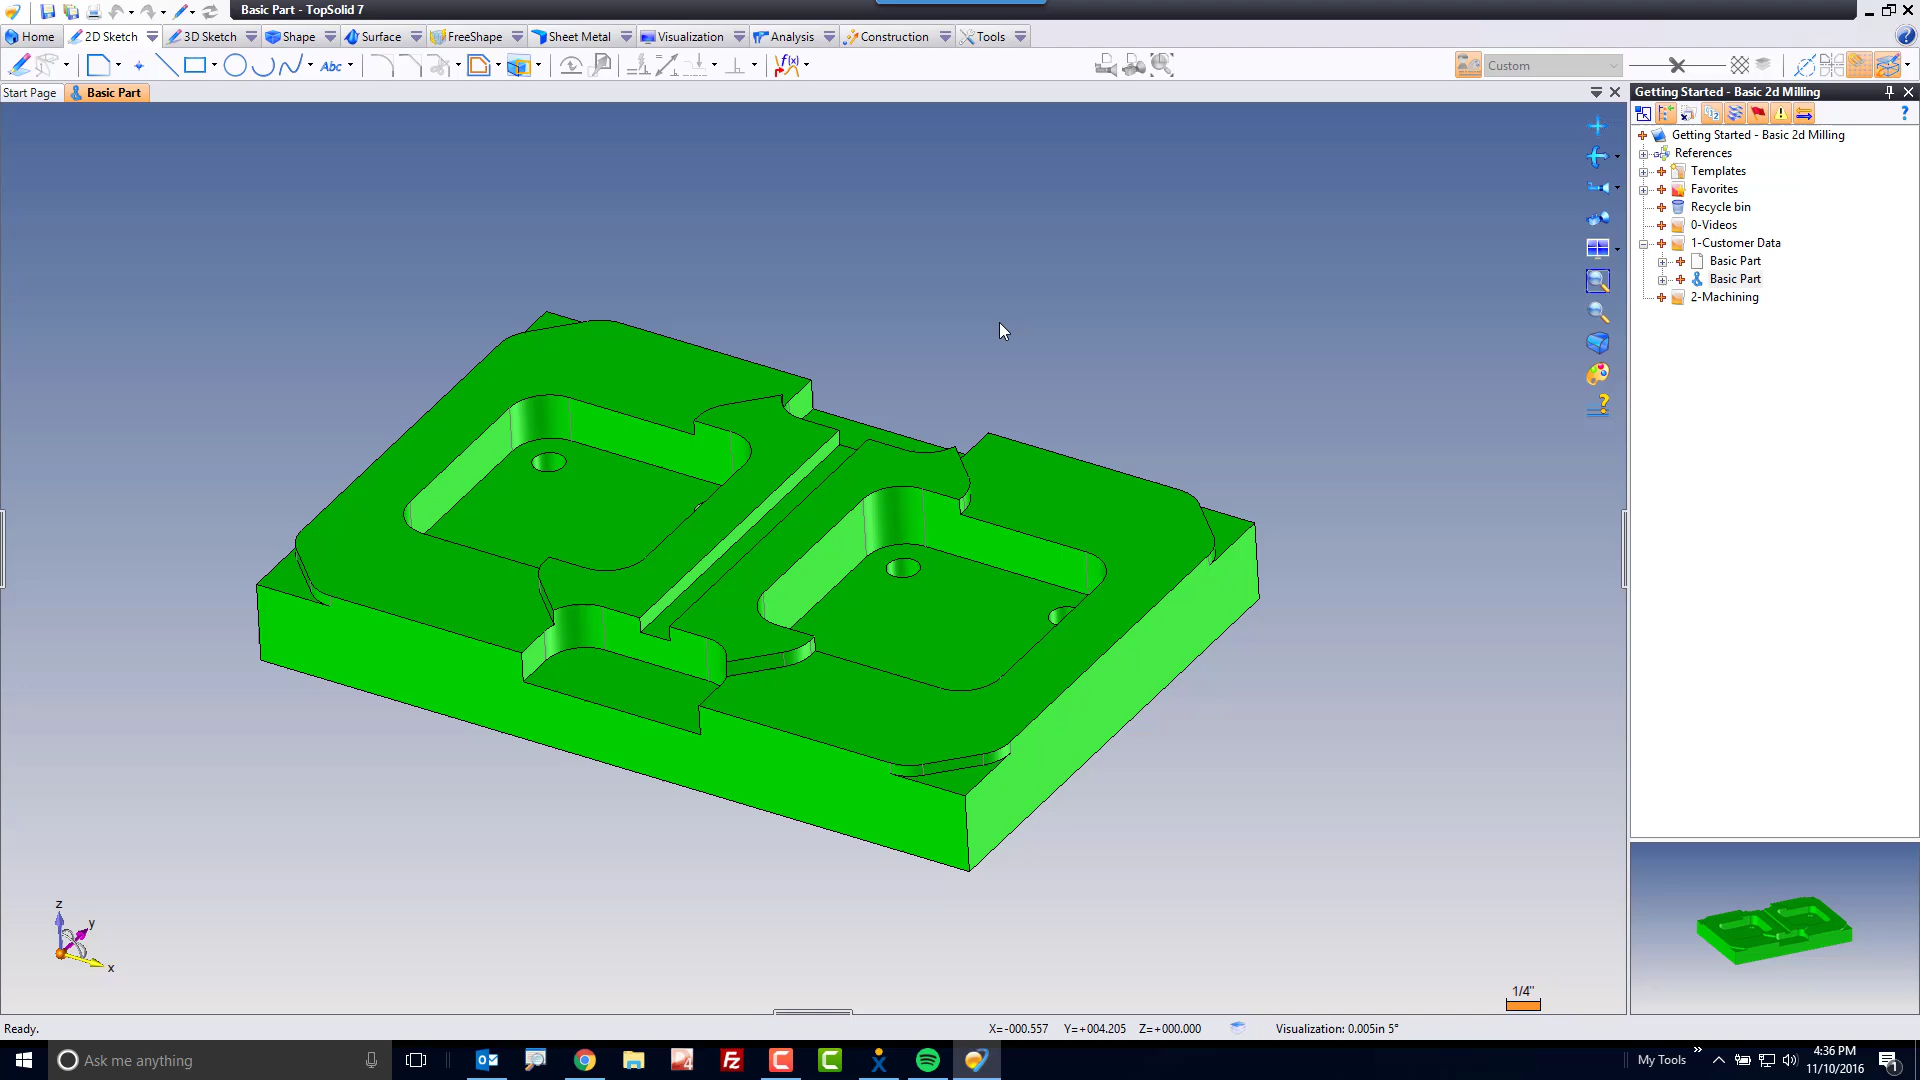 Basic Part - TopSolid 7
Home 2D Sketch 3D Sketch Shape Surface FreeShape Sheet Metal Visualization Analysis Construction Tools
Abc f(x) Custom
Start Page Basic Part
Getting Started - Basic 2d Milling
Getting Started - Basic 2d Milling
References
Templates
Favorites
Recycle bin
0-Videos
1-Customer Data
Basic Part
Basic Part
2-Machining
z
y
x
1/4"
Ready. X=-000.557 Y=+004.205 Z=+000.000 Visualization: 0.005in 5°
Ask me anything
My Tools
4:36 PM
11/10/2016